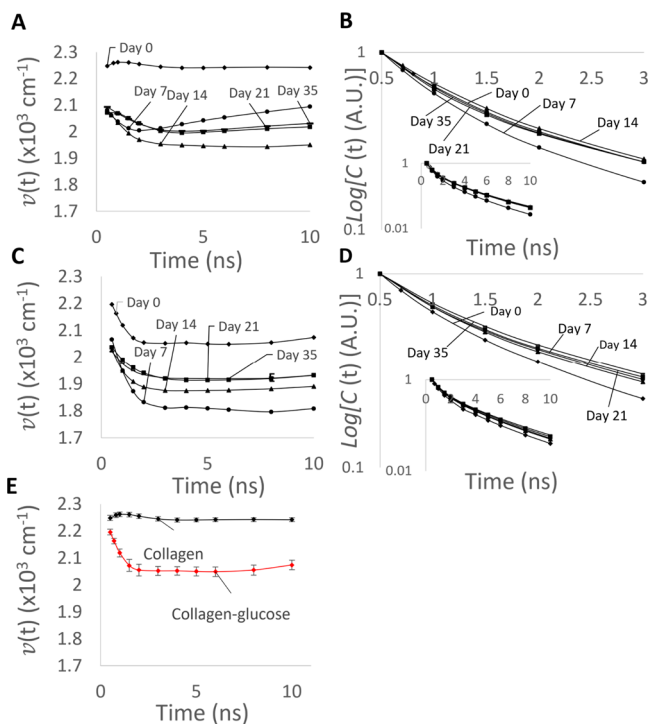 A
2.3
2.2
2.1
2
1.9
1.8
1.7
0
5
10
ν(t) (x10³ cm⁻¹)
Time (ns)
Day 0
Day 7
Day 14
Day 21
Day 35
B
1
0.1
0.5
1
1.5
2
2.5
3
Log[C (t) (A.U.)]
Time (ns)
Day 0
Day 7
Day 14
Day 35
Day 21
1
0.01
0
2
4
6
8
10
C
2.3
2.2
2.1
2
1.9
1.8
1.7
0
5
10
ν(t) (x10³ cm⁻¹)
Time (ns)
Day 0
Day 7
Day 14
Day 21
Day 35
D
1
0.1
0.5
1
1.5
2
2.5
3
Log[C (t) (A.U.)]
Time (ns)
Day 0
Day 7
Day 14
Day 35
Day 21
1
0.01
0
2
4
6
8
10
E
2.3
2.2
2.1
2
1.9
1.8
1.7
0
5
10
ν(t) (x10³ cm⁻¹)
Time (ns)
Collagen
Collagen-glucose